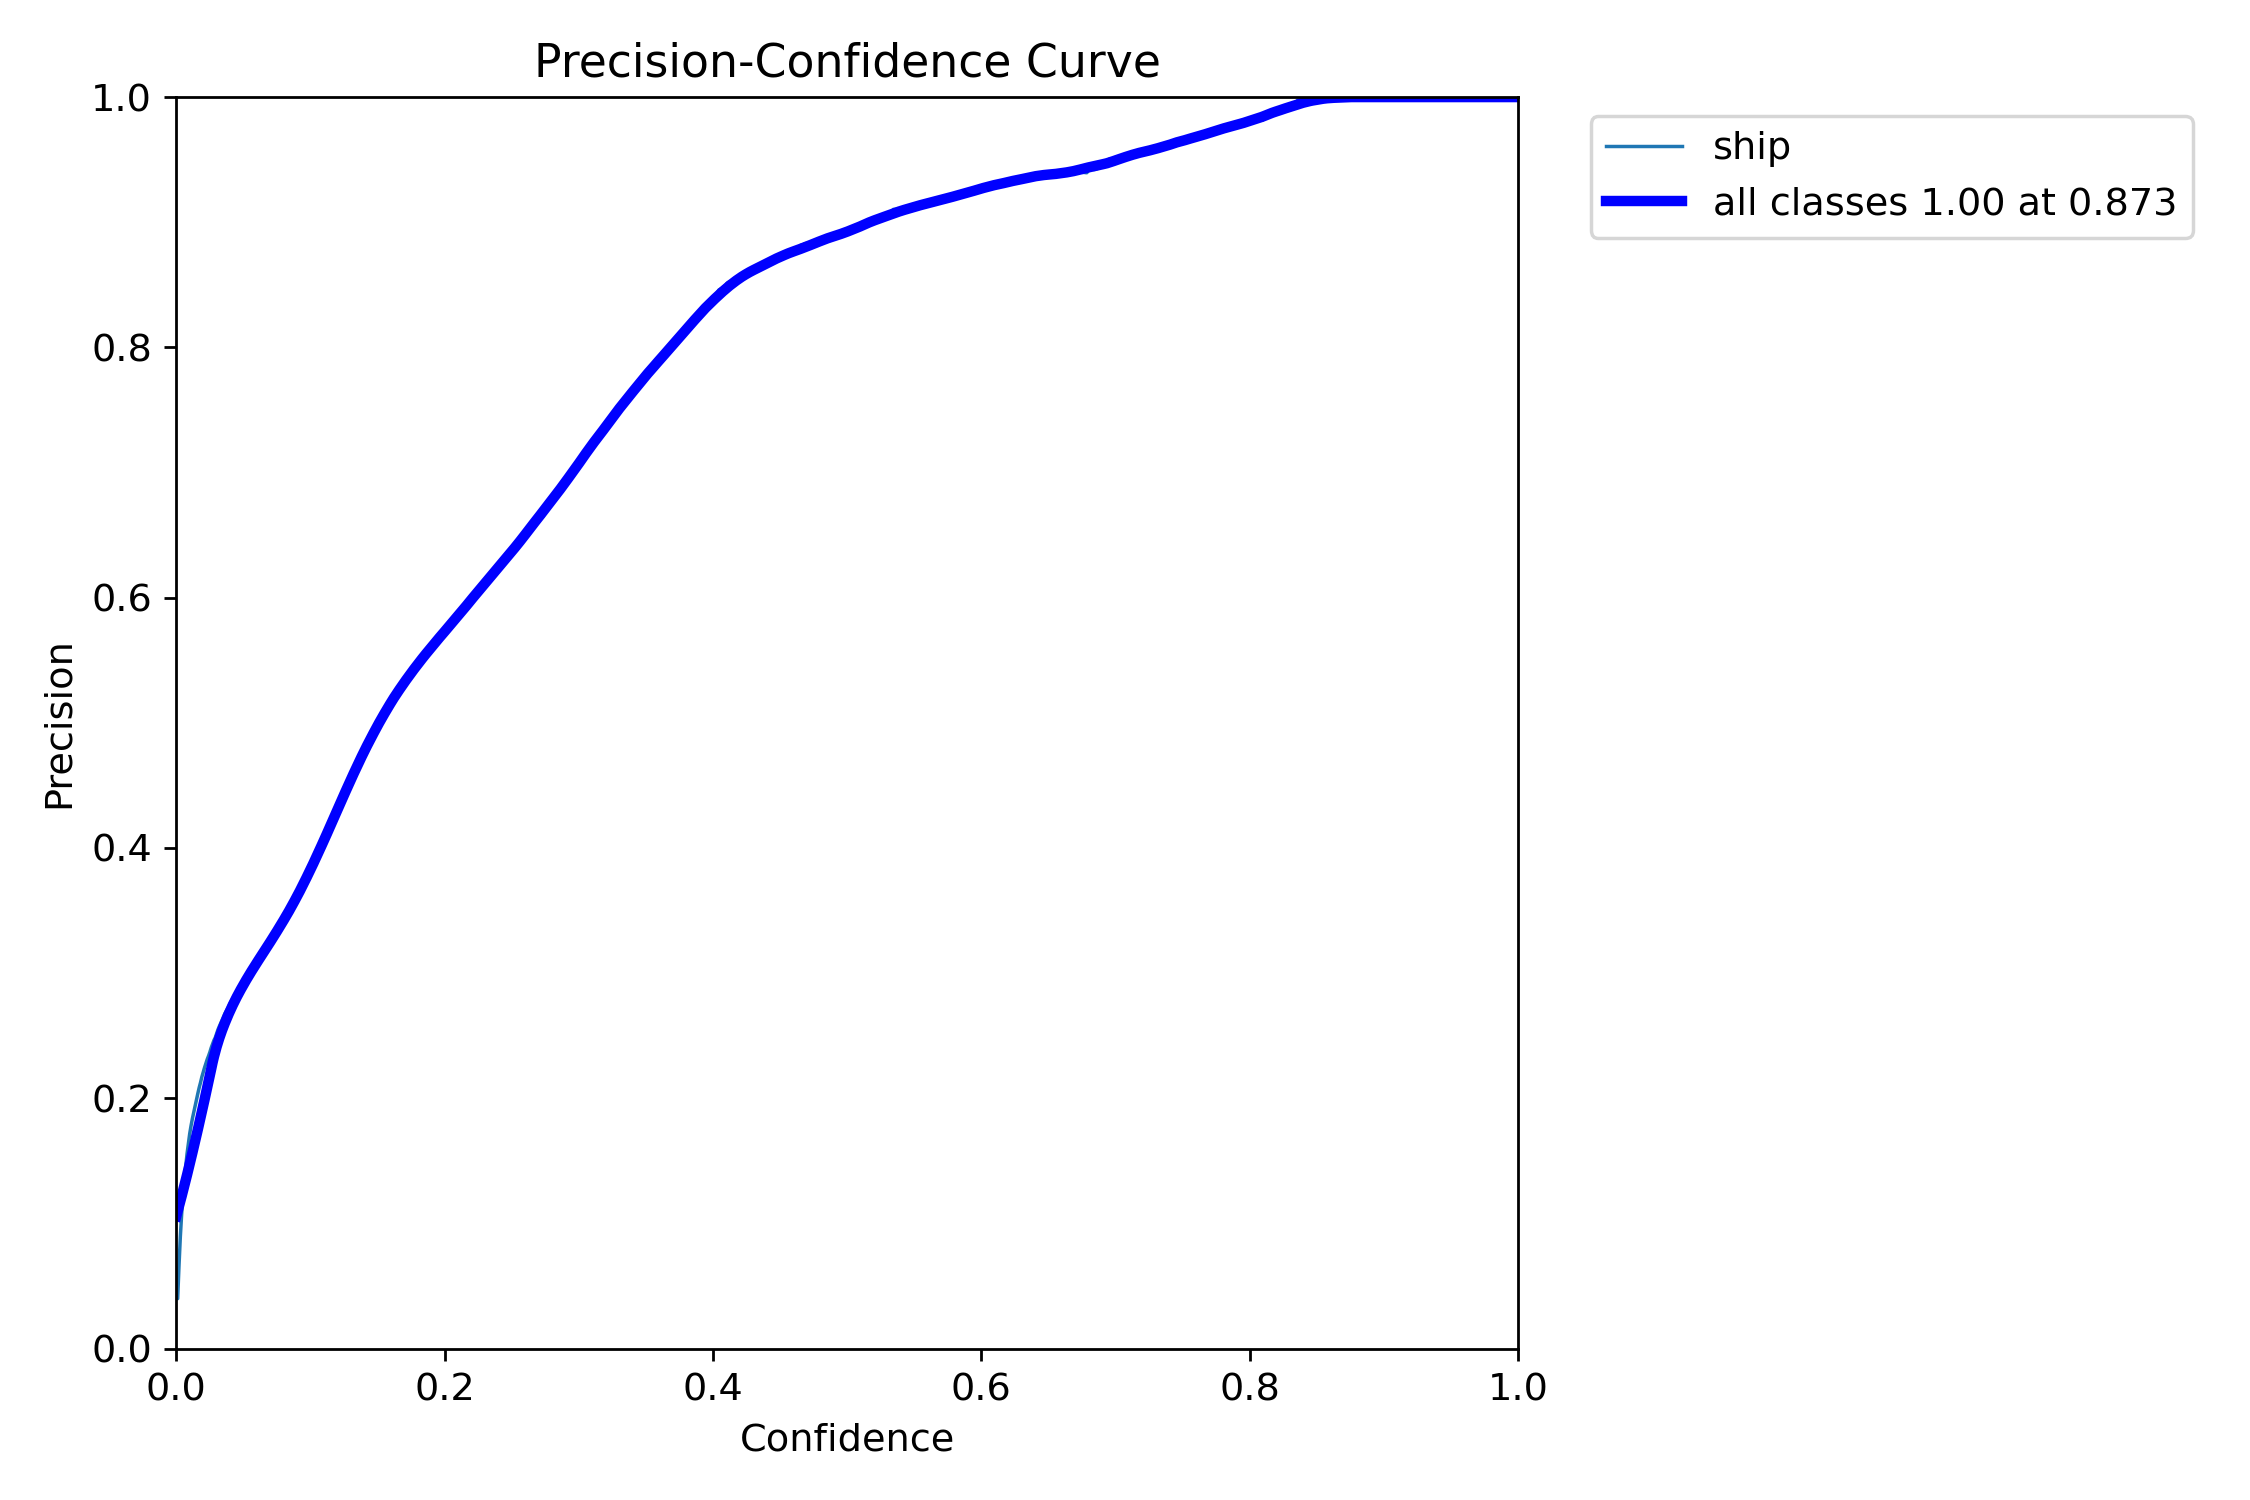 Precision-Confidence Curve
1.0
0.8
0.6
0.4
0.2
0.0
Precision
0.0 0.2 0.4 0.6 0.8 1.0
Confidence
ship
all classes 1.00 at 0.873